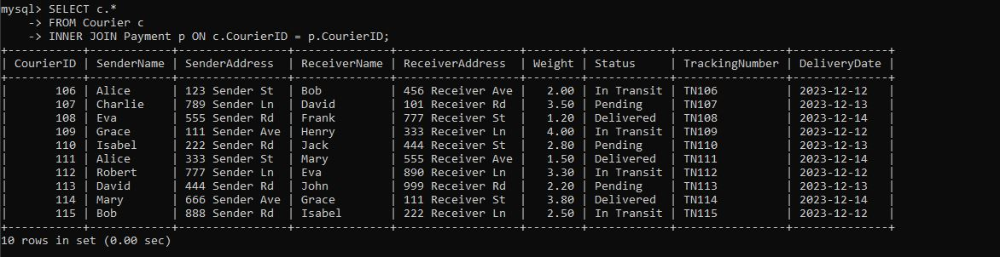 mysql> SELECT c.*
    -> FROM Courier c
    -> INNER JOIN Payment p ON c.CourierID = p.CourierID;
+-----------+------------+----------------+--------------+------------------+--------+------------+----------------+--------------+
| CourierID | SenderName | SenderAddress  | ReceiverName | ReceiverAddress  | Weight | Status     | TrackingNumber | DeliveryDate |
+-----------+------------+----------------+--------------+------------------+--------+------------+----------------+--------------+
|       106 | Alice      | 123 Sender St  | Bob          | 456 Receiver Ave |   2.00 | In Transit | TN106          | 2023-12-12   |
|       107 | Charlie    | 789 Sender Ln  | David        | 101 Receiver Rd  |   3.50 | Pending    | TN107          | 2023-12-13   |
|       108 | Eva        | 555 Sender Rd  | Frank        | 777 Receiver St  |   1.20 | Delivered  | TN108          | 2023-12-14   |
|       109 | Grace      | 111 Sender Ave | Henry        | 333 Receiver Ln  |   4.00 | In Transit | TN109          | 2023-12-12   |
|       110 | Isabel     | 222 Sender Rd  | Jack         | 444 Receiver St  |   2.80 | Pending    | TN110          | 2023-12-13   |
|       111 | Alice      | 333 Sender St  | Mary         | 555 Receiver Ave |   1.50 | Delivered  | TN111          | 2023-12-14   |
|       112 | Robert     | 777 Sender Ln  | Eva          | 890 Receiver Ln  |   3.30 | In Transit | TN112          | 2023-12-12   |
|       113 | David      | 444 Sender Rd  | John         | 999 Receiver Rd  |   2.20 | Pending    | TN113          | 2023-12-13   |
|       114 | Mary       | 666 Sender Ave | Grace        | 111 Receiver St  |   3.80 | Delivered  | TN114          | 2023-12-14   |
|       115 | Bob        | 888 Sender Rd  | Isabel       | 222 Receiver Ln  |   2.50 | In Transit | TN115          | 2023-12-12   |
+-----------+------------+----------------+--------------+------------------+--------+------------+----------------+--------------+
10 rows in set (0.00 sec)